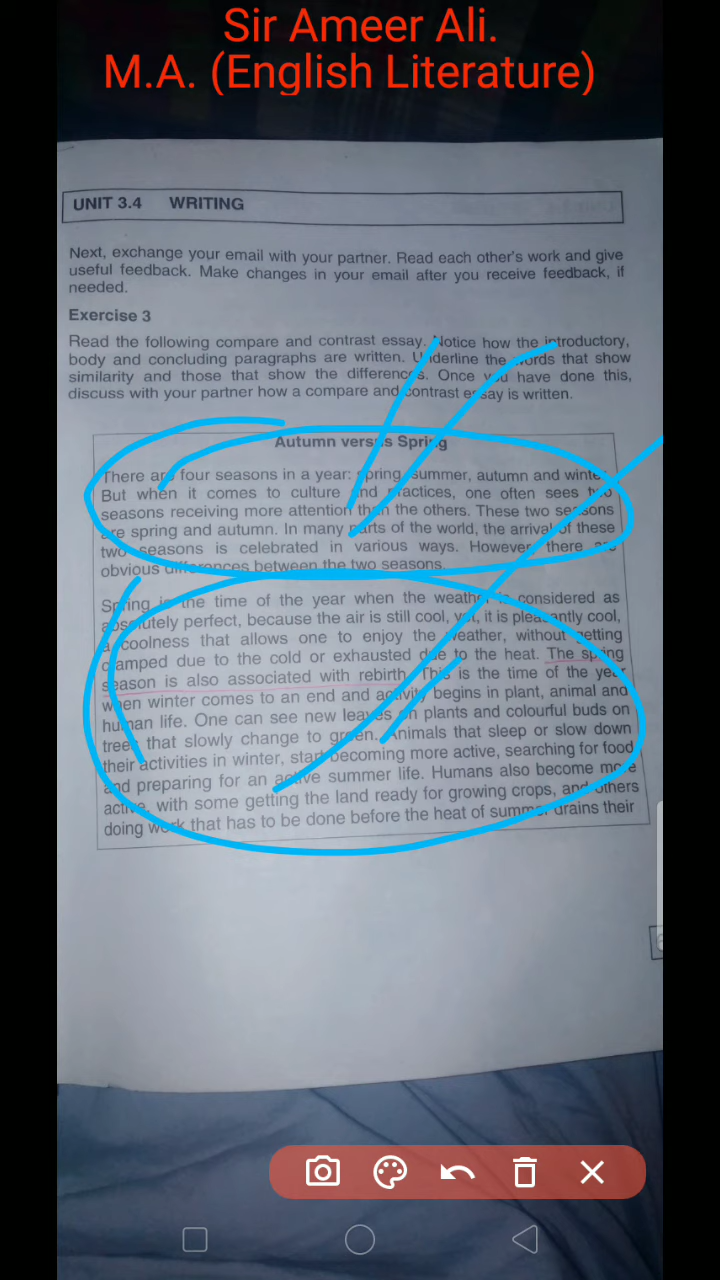 Sir Ameer Ali.
M.A. (English Literature)
UNIT 3.4 WRITING
Next, exchange your email with your partner. Read each other's work and give
useful feedback. Make changes in your email after you receive feedback, if
needed.
Exercise 3
Read the following compare and contrast essay. Notice how the introductory,
body and concluding paragraphs are written. Underline the words that show
similarity and those that show the differences. Once you have done this,
discuss with your partner how a compare and contrast essay is written.
Autumn versus Spring
There are four seasons in a year: spring, summer, autumn and winter.
But when it comes to culture and practices, one often sees two
seasons receiving more attention than the others. These two seasons
are spring and autumn. In many parts of the world, the arrival of these
two seasons is celebrated in various ways. However, there are
obvious differences between the two seasons.
Spring is the time of the year when the weather is considered as
absolutely perfect, because the air is still cool, yet, it is pleasantly cool,
a coolness that allows one to enjoy the weather, without getting
clamped due to the cold or exhausted due to the heat. The spring
season is also associated with rebirth. This is the time of the year
when winter comes to an end and activity begins in plant, animal and
human life. One can see new leaves on plants and colourful buds on
trees that slowly change to green. Animals that sleep or slow down
their activities in winter, start becoming more active, searching for food
and preparing for an active summer life. Humans also become more
active, with some getting the land ready for growing crops, and others
doing work that has to be done before the heat of summer drains their